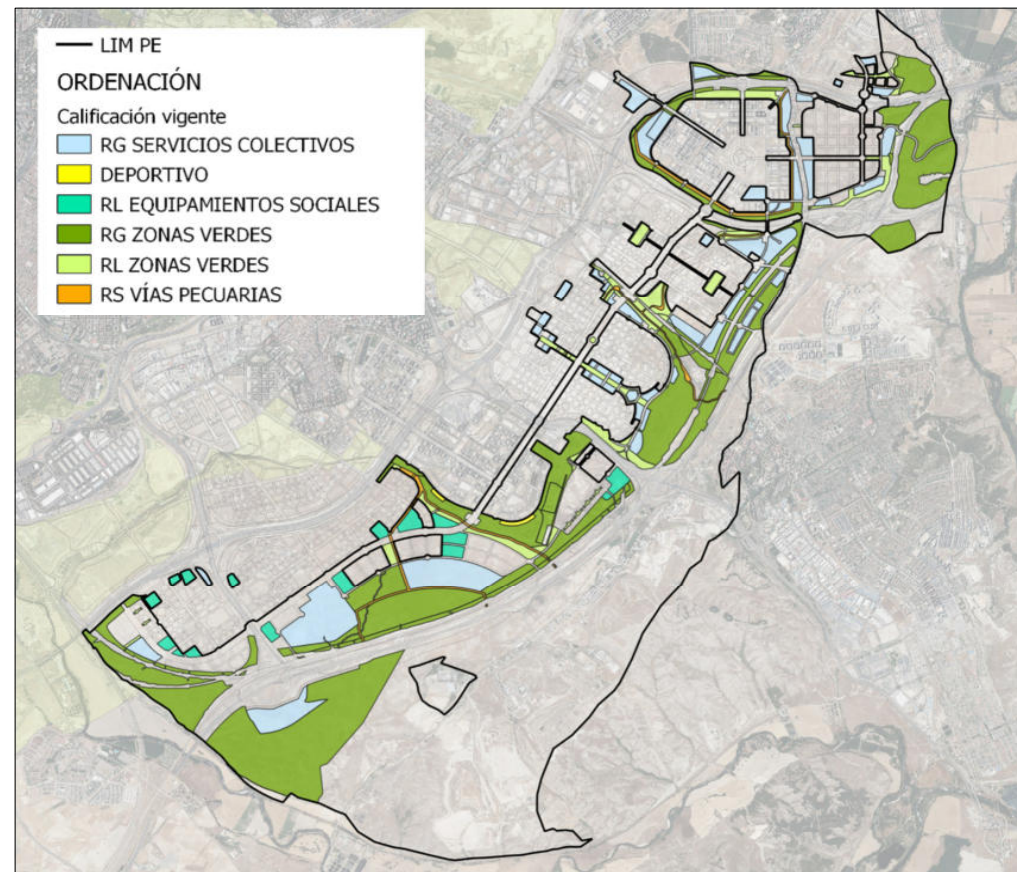 LIM PE
ORDENACIÓN
Calificación vigente
RG SERVICIOS COLECTIVOS
DEPORTIVO
RL EQUIPAMIENTOS SOCIALES
RG ZONAS VERDES
RL ZONAS VERDES
RS VÍAS PECUARIAS